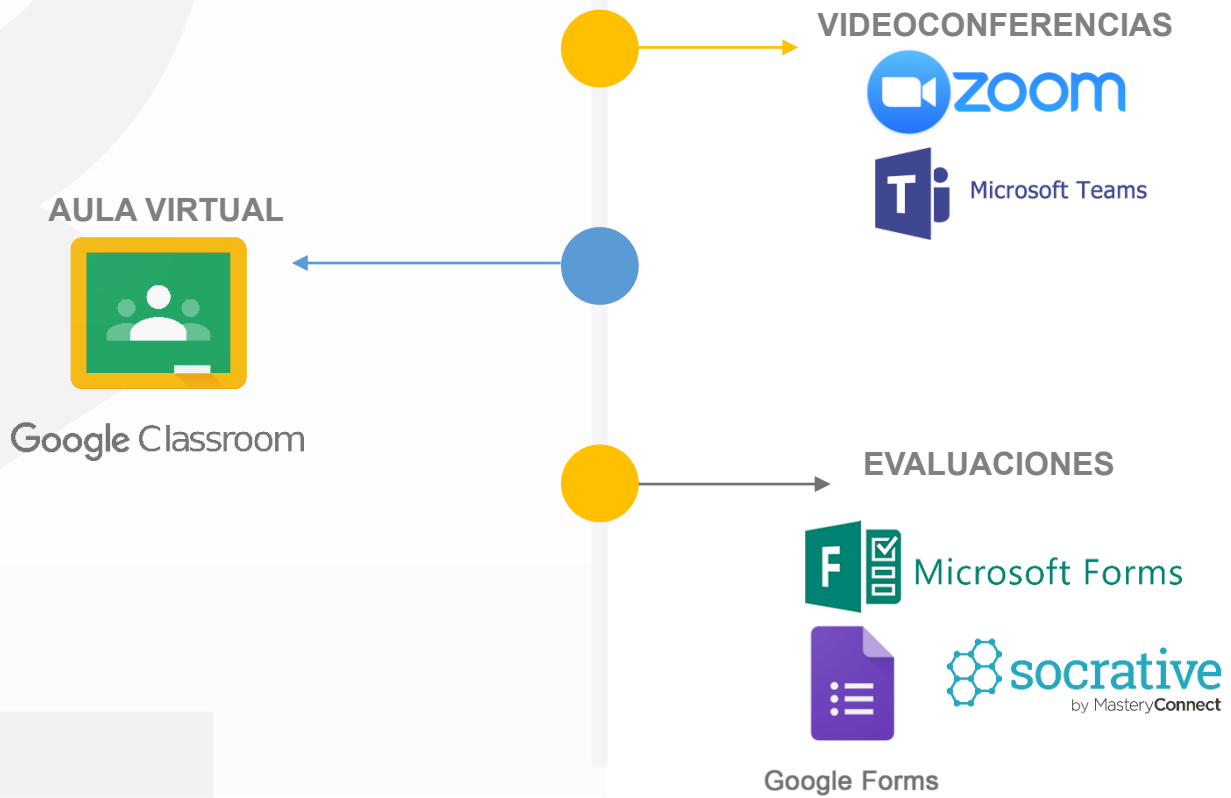 VIDEOCONFERENCIAS
zoom
T
Microsoft Teams
AULA VIRTUAL
Google Classroom
EVALUACIONES
F
Microsoft Forms
socrative
by MasteryConnect
Google Forms